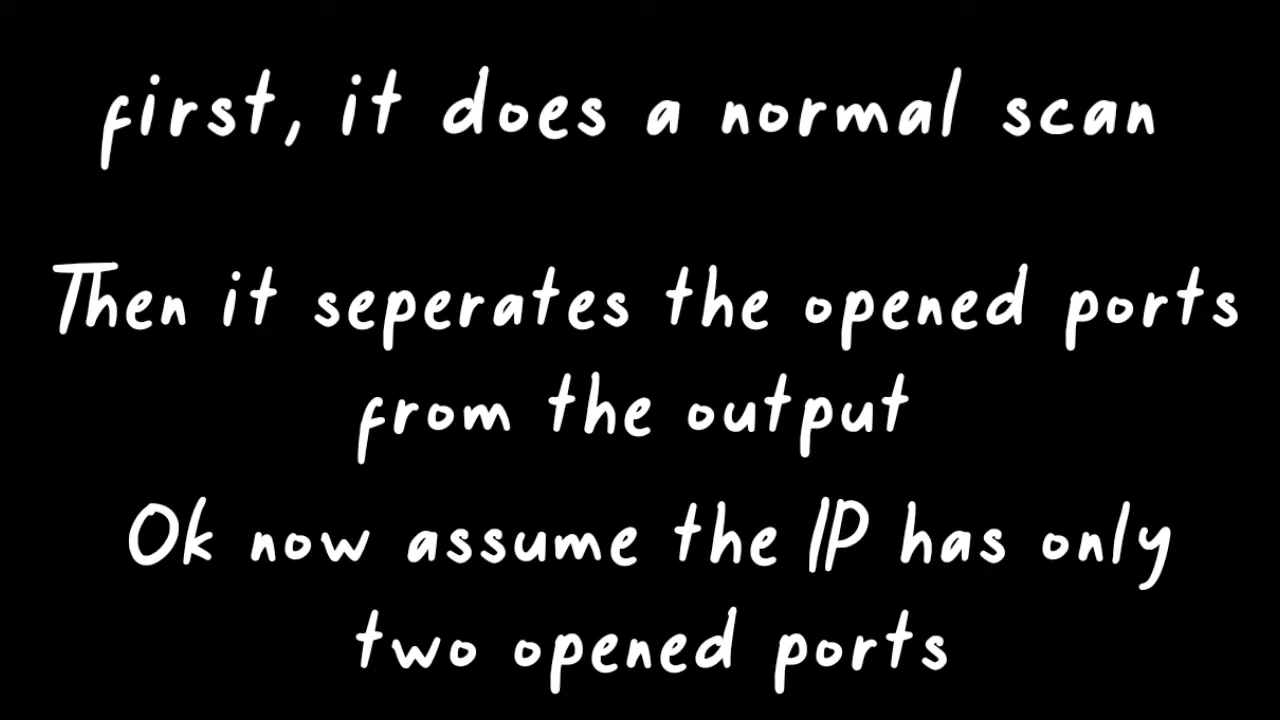 first, it does a normal scan
Then it seperates the opened ports
from the output
Ok now assume the IP has only
two opened ports